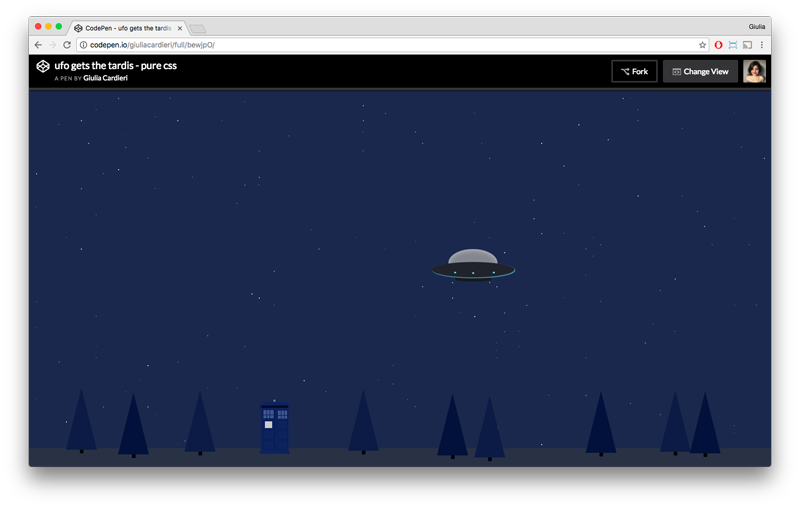 CodePen - ufo gets the tardis
Giulia
codepen.io/giuliacardieri/full/bewjpO/
ufo gets the tardis - pure css
A PEN BY Giulia Cardieri
Fork
Change View